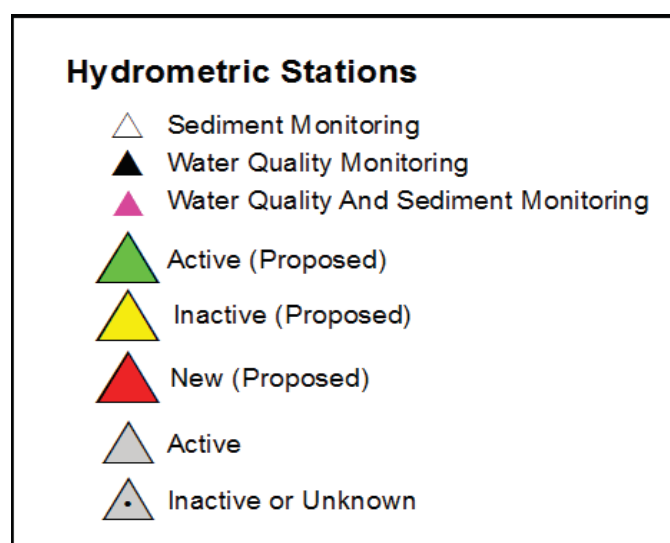 Hydrometric Stations
Sediment Monitoring
Water Quality Monitoring
Water Quality And Sediment Monitoring
Active (Proposed)
Inactive (Proposed)
New (Proposed)
Active
Inactive or Unknown